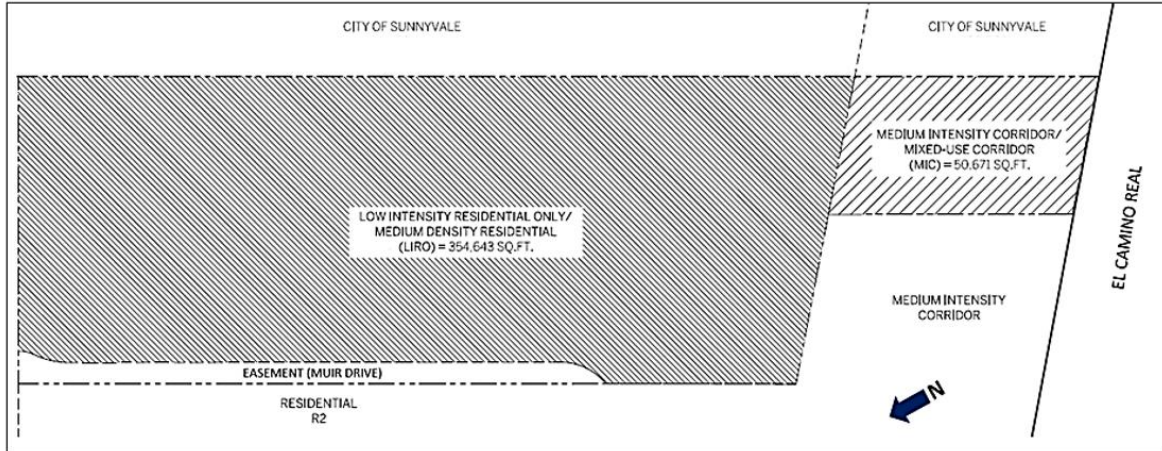 CITY OF SUNNYVALE
CITY OF SUNNYVALE
MEDIUM INTENSITY CORRIDOR/
MIXED-USE CORRIDOR
(MIC) = 50,671 SQ.FT.
LOW INTENSITY RESIDENTIAL ONLY/
MEDIUM DENSITY RESIDENTIAL
(LIRO) = 354,643 SQ.FT.
EL CAMINO REAL
MEDIUM INTENSITY
CORRIDOR
EASEMENT (MUIR DRIVE)
RESIDENTIAL
R2
N